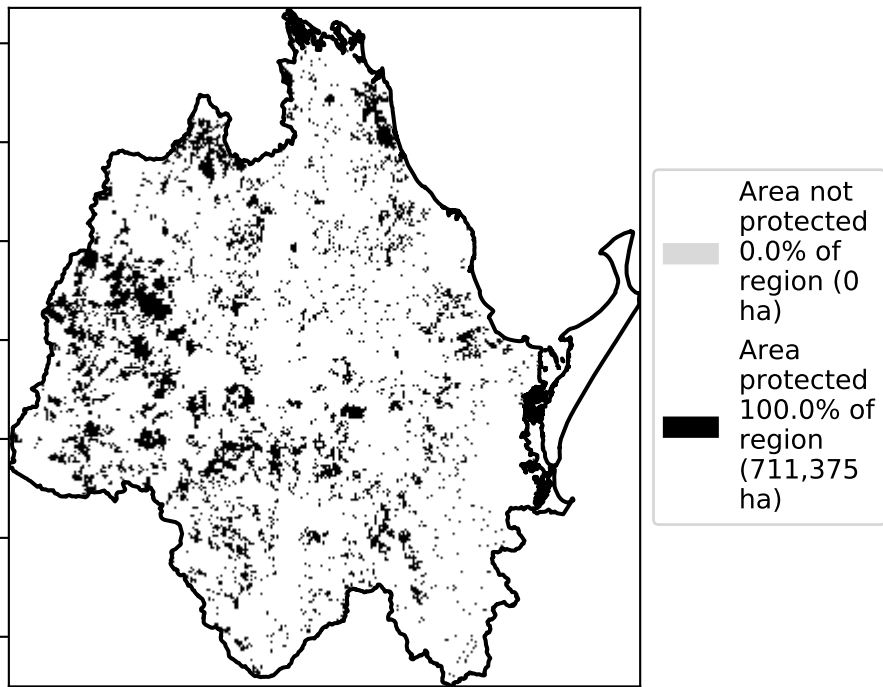 Area not
protected
0.0% of
region (0
ha)
Area
protected
100.0% of
region
(711,375
ha)